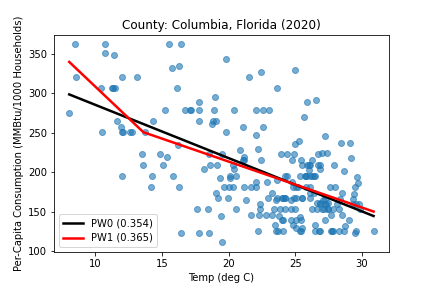 County: Columbia, Florida (2020)
Per-Capita Consumption (MMBtu/1000 Households)
350
300
250
200
150
100
PW0 (0.354)
PW1 (0.365)
10 15 20 25 30
Temp (deg C)